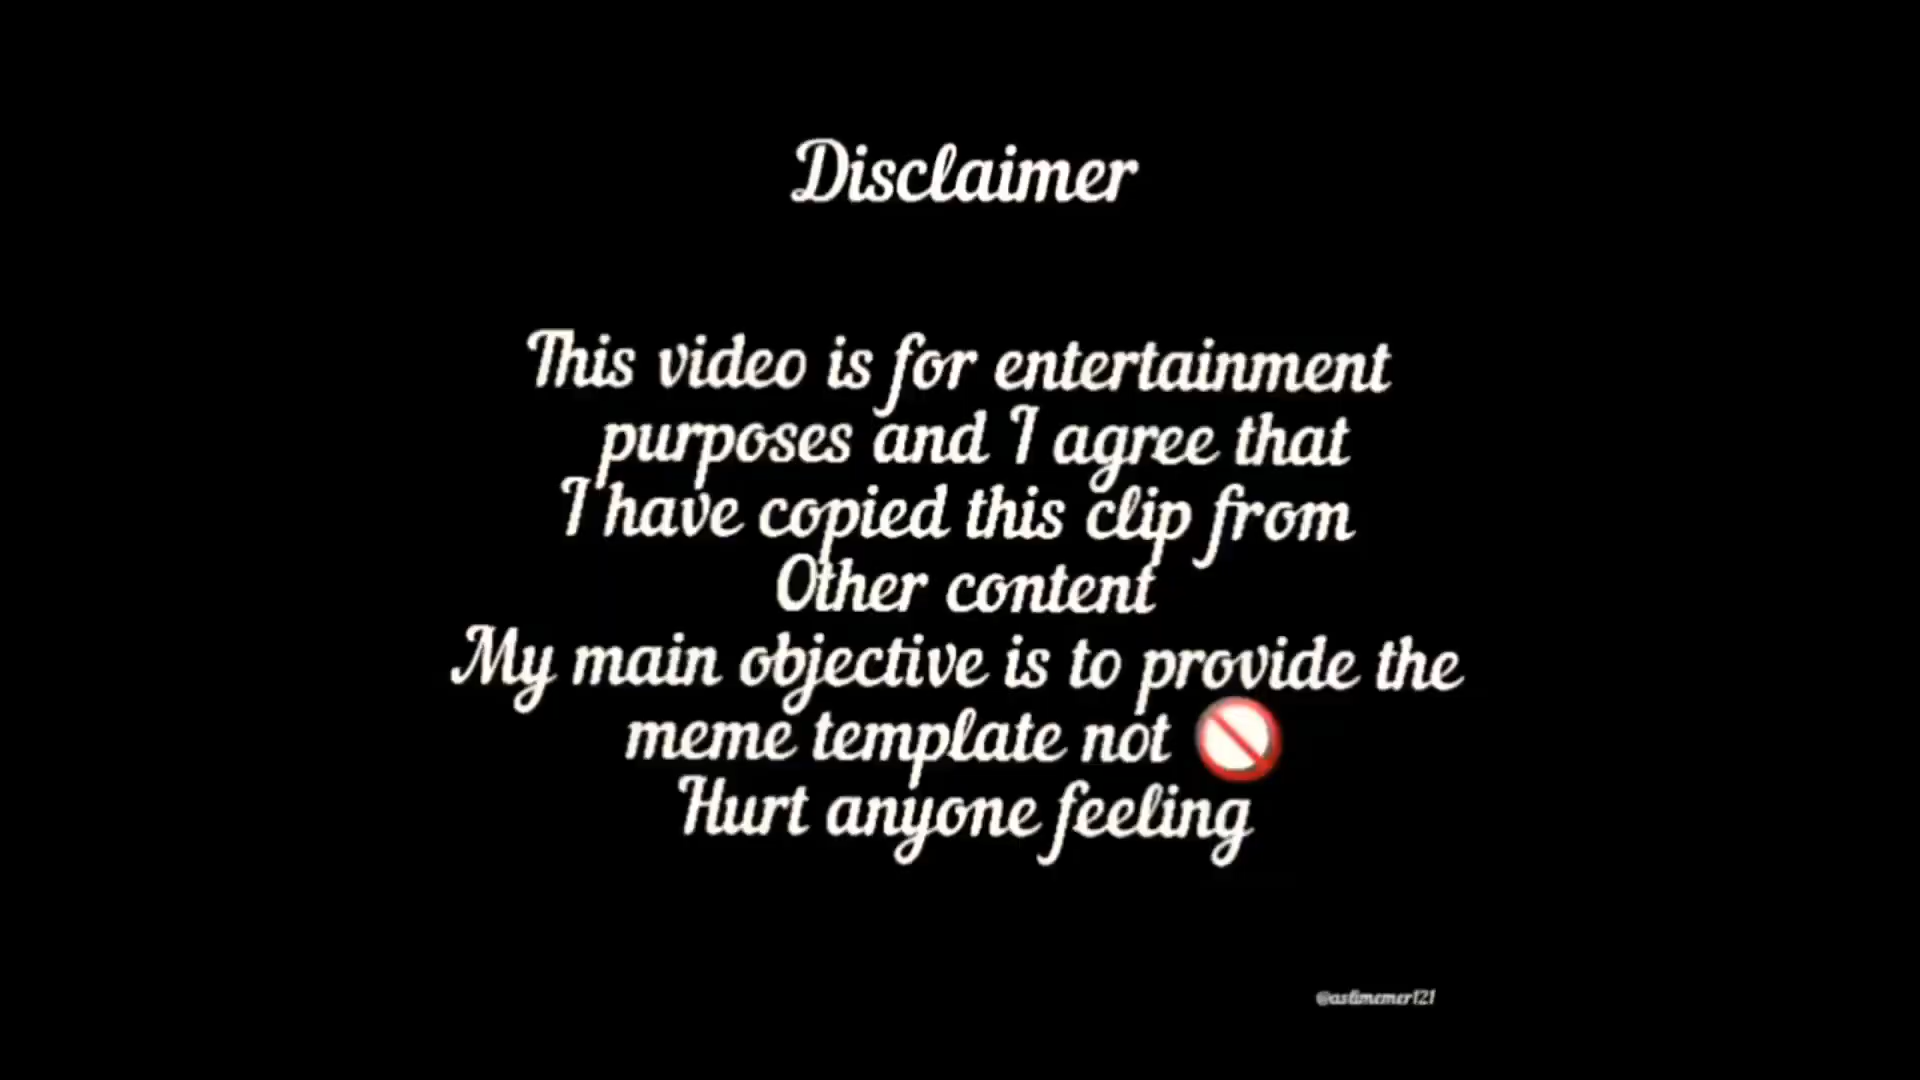 Disclaimer
This video is for entertainment
purposes and I agree that
I have copied this clip from
Other content
My main objective is to provide the
meme template not 🚫
Hurt anyone feeling
@aslimemer121